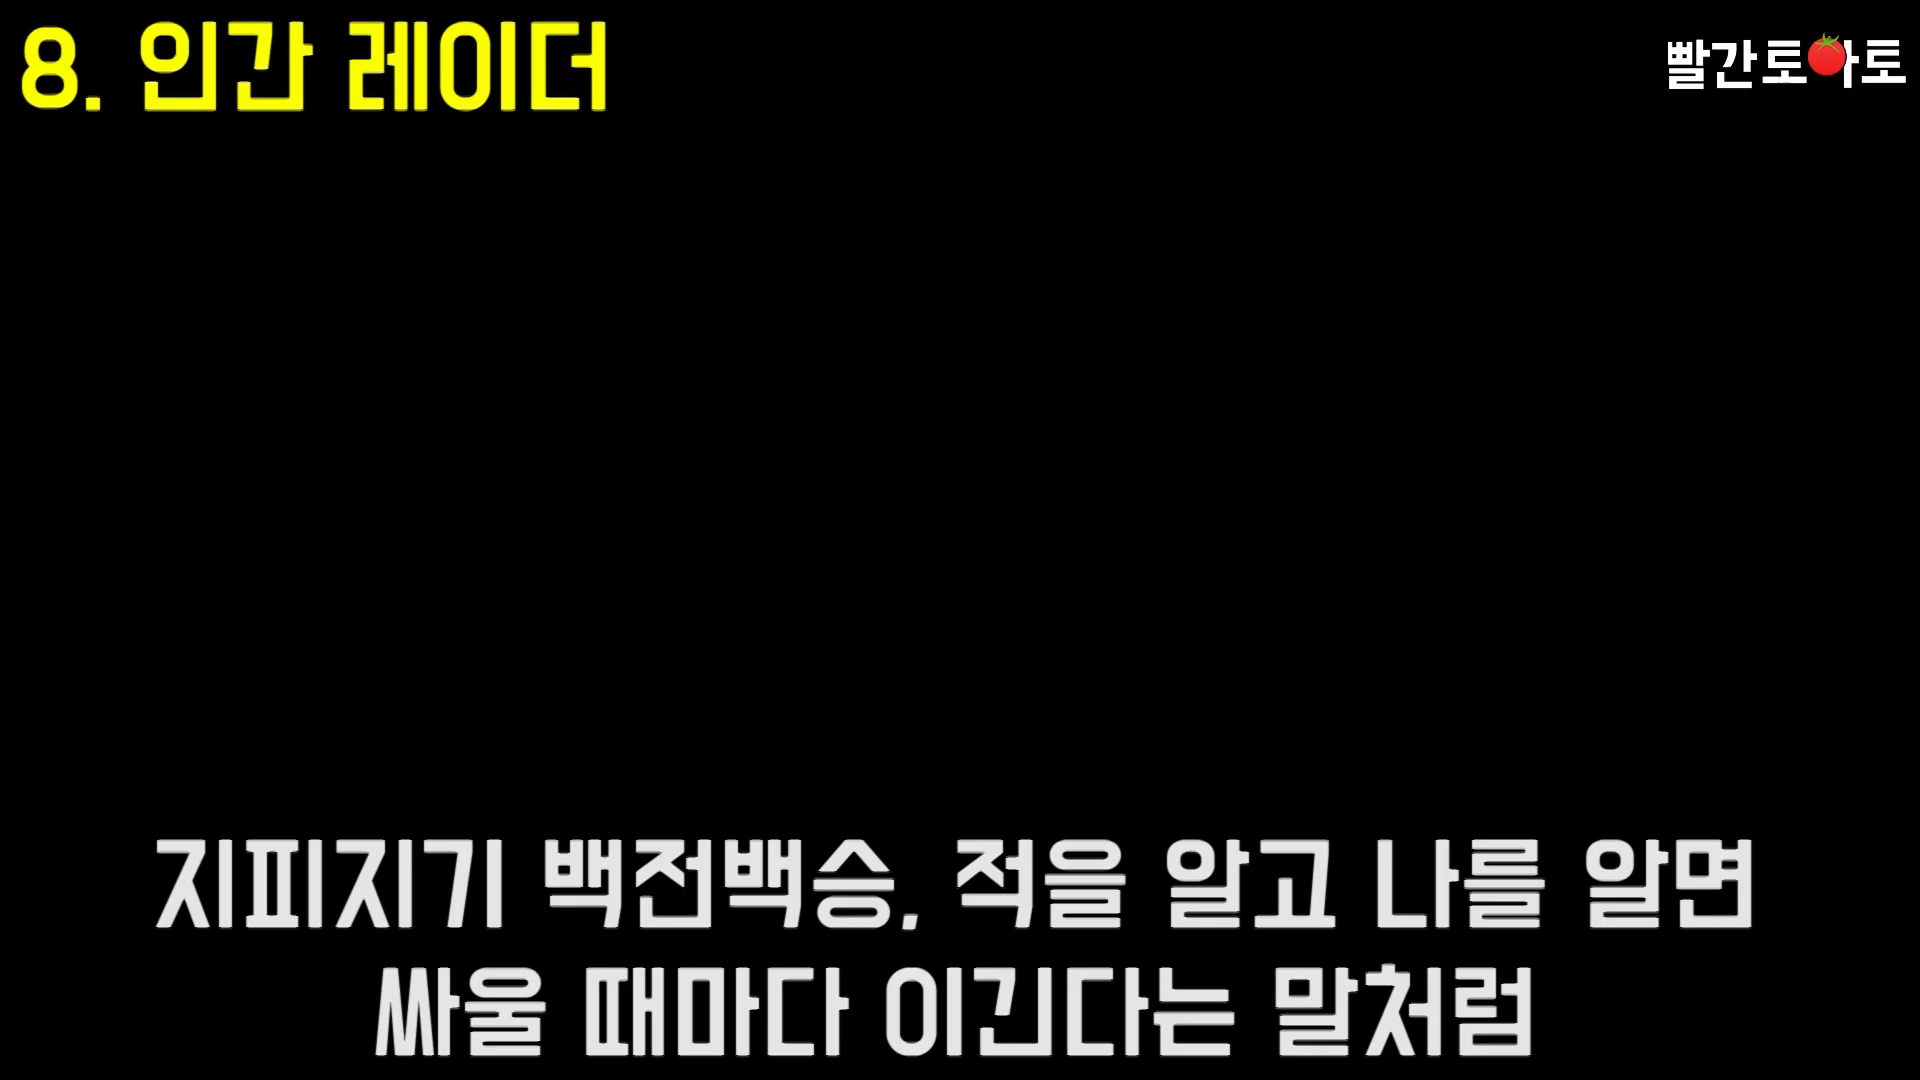 8. 인간 레이더
빨간토마토
지피지기 백전백승, 적을 알고 나를 알면
싸울 때마다 이긴다는 말처럼